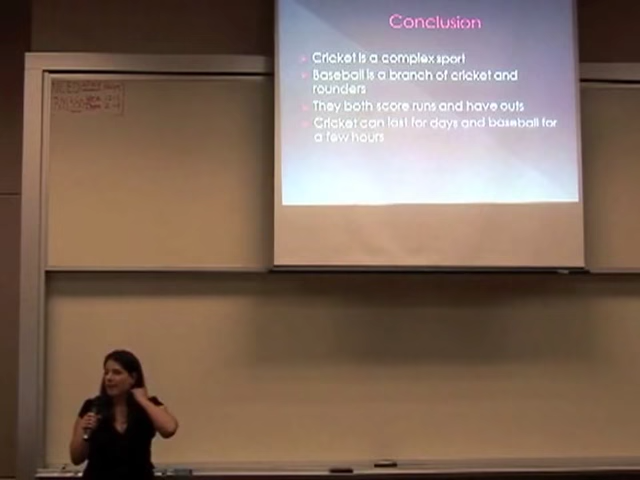 Conclusion
Cricket is a complex sport
Baseball is a branch of cricket and
rounders
They both score runs and have outs
Cricket can last for days and baseball for
a few hours